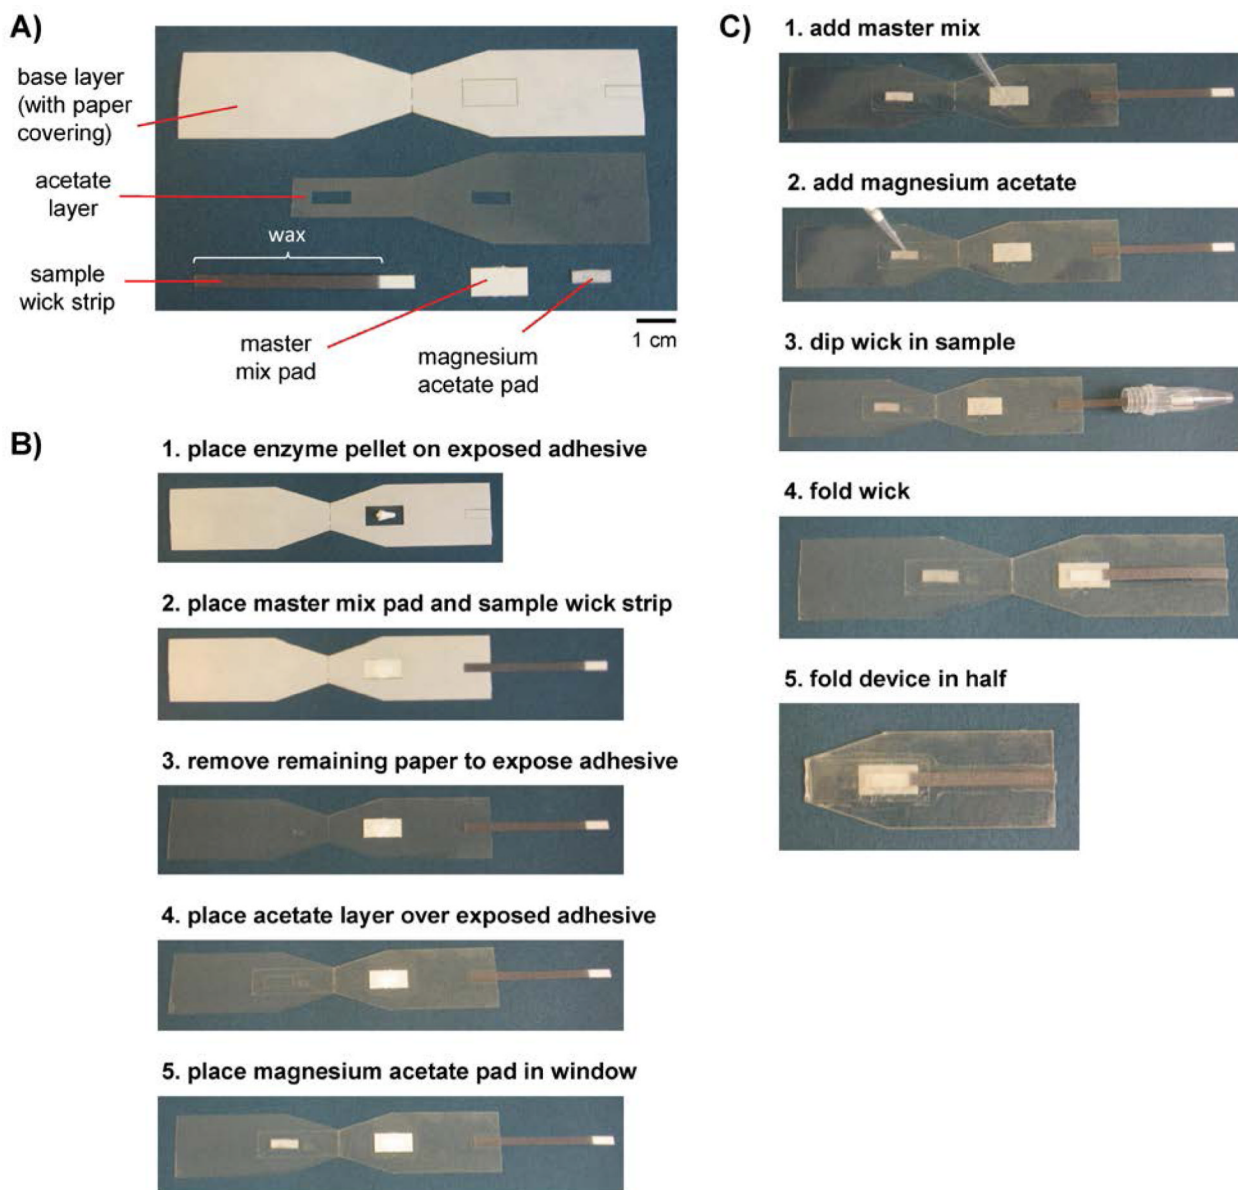 A)
base layer
(with paper
covering)
acetate
layer
wax
sample
wick strip
master
mix pad
magnesium
acetate pad
1 cm
B)
1. place enzyme pellet on exposed adhesive
2. place master mix pad and sample wick strip
3. remove remaining paper to expose adhesive
4. place acetate layer over exposed adhesive
5. place magnesium acetate pad in window
C)
1. add master mix
2. add magnesium acetate
3. dip wick in sample
4. fold wick
5. fold device in half